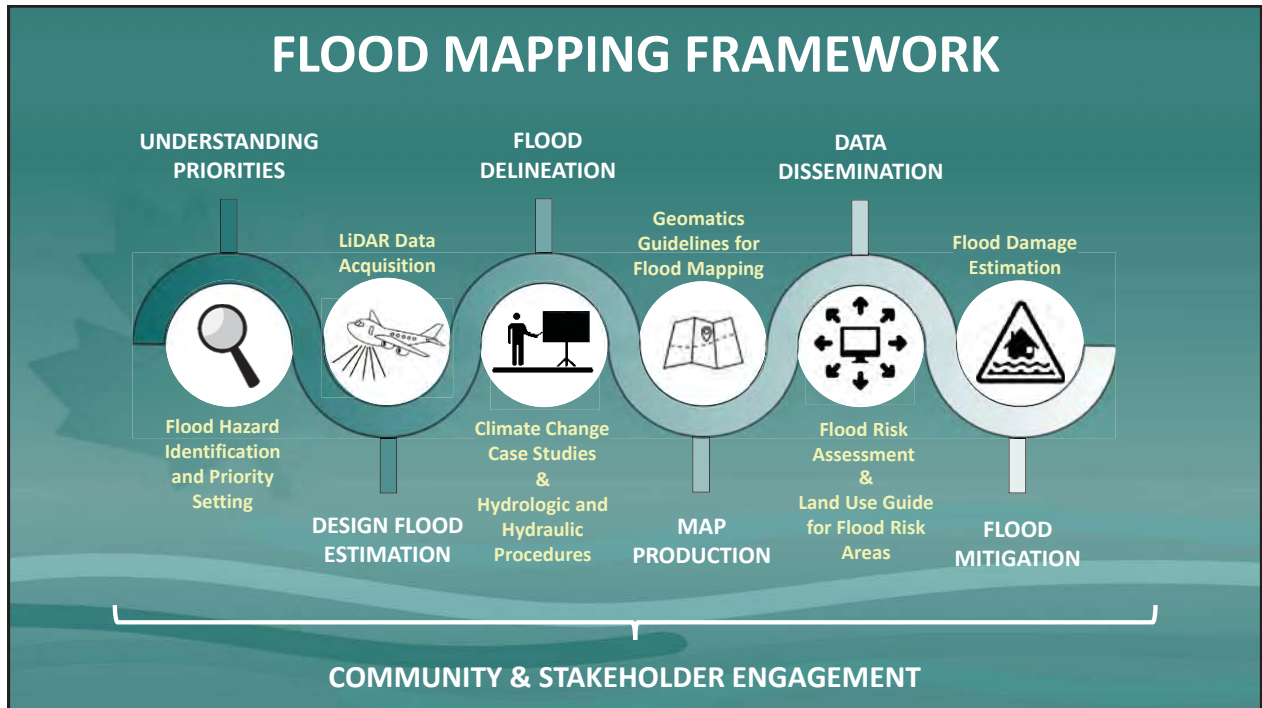 FLOOD MAPPING FRAMEWORK
UNDERSTANDING
PRIORITIES
FLOOD
DELINEATION
DATA
DISSEMINATION
LiDAR Data
Acquisition
Geomatics
Guidelines for
Flood Mapping
Flood Damage
Estimation
Flood Hazard
Identification
and Priority
Setting
Climate Change
Case Studies
&
Hydrologic and
Hydraulic
Procedures
Flood Risk
Assessment
&
Land Use Guide
for Flood Risk
Areas
DESIGN FLOOD
ESTIMATION
MAP
PRODUCTION
FLOOD
MITIGATION
COMMUNITY & STAKEHOLDER ENGAGEMENT